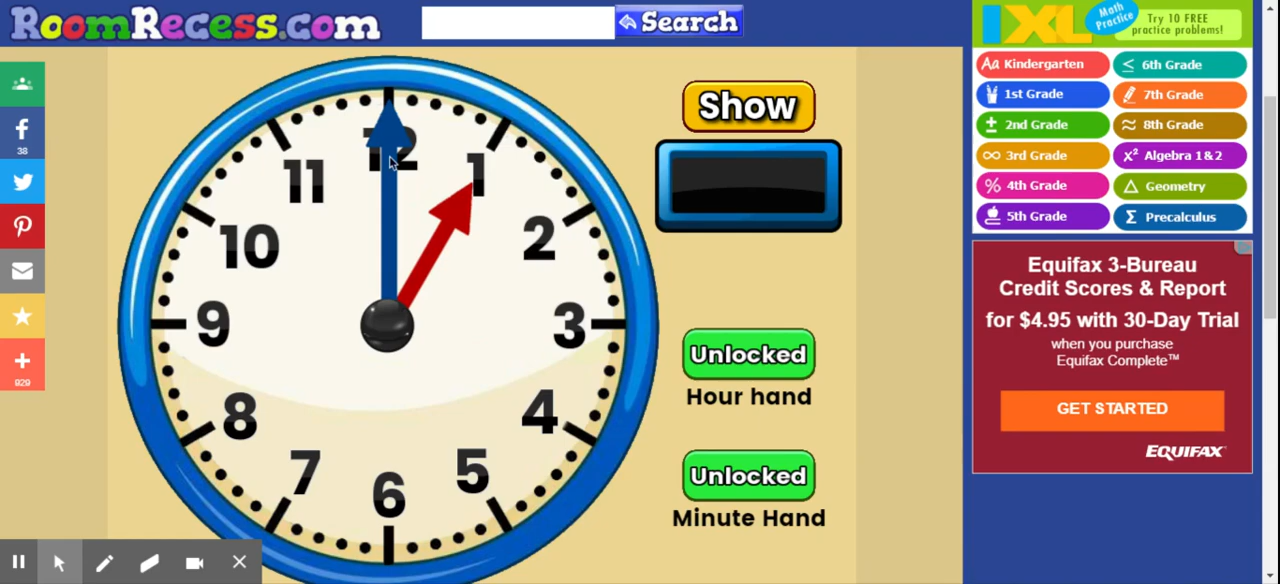 RoomRecess.com
Search
Show
12
1
2
3
4
5
6
7
8
9
10
11
Unlocked
Hour hand
Unlocked
Minute Hand
38
929
IXL
Math
Practice
Try 10 FREE
practice problems!
Aa Kindergarten
≤ 6th Grade
1st Grade
7th Grade
± 2nd Grade
≈ 8th Grade
∞ 3rd Grade
x² Algebra 1&2
% 4th Grade
△ Geometry
5th Grade
Σ Precalculus
Equifax 3-Bureau
Credit Scores & Report
for $4.95 with 30-Day Trial
when you purchase
Equifax Complete™
GET STARTED
EQUIFAX